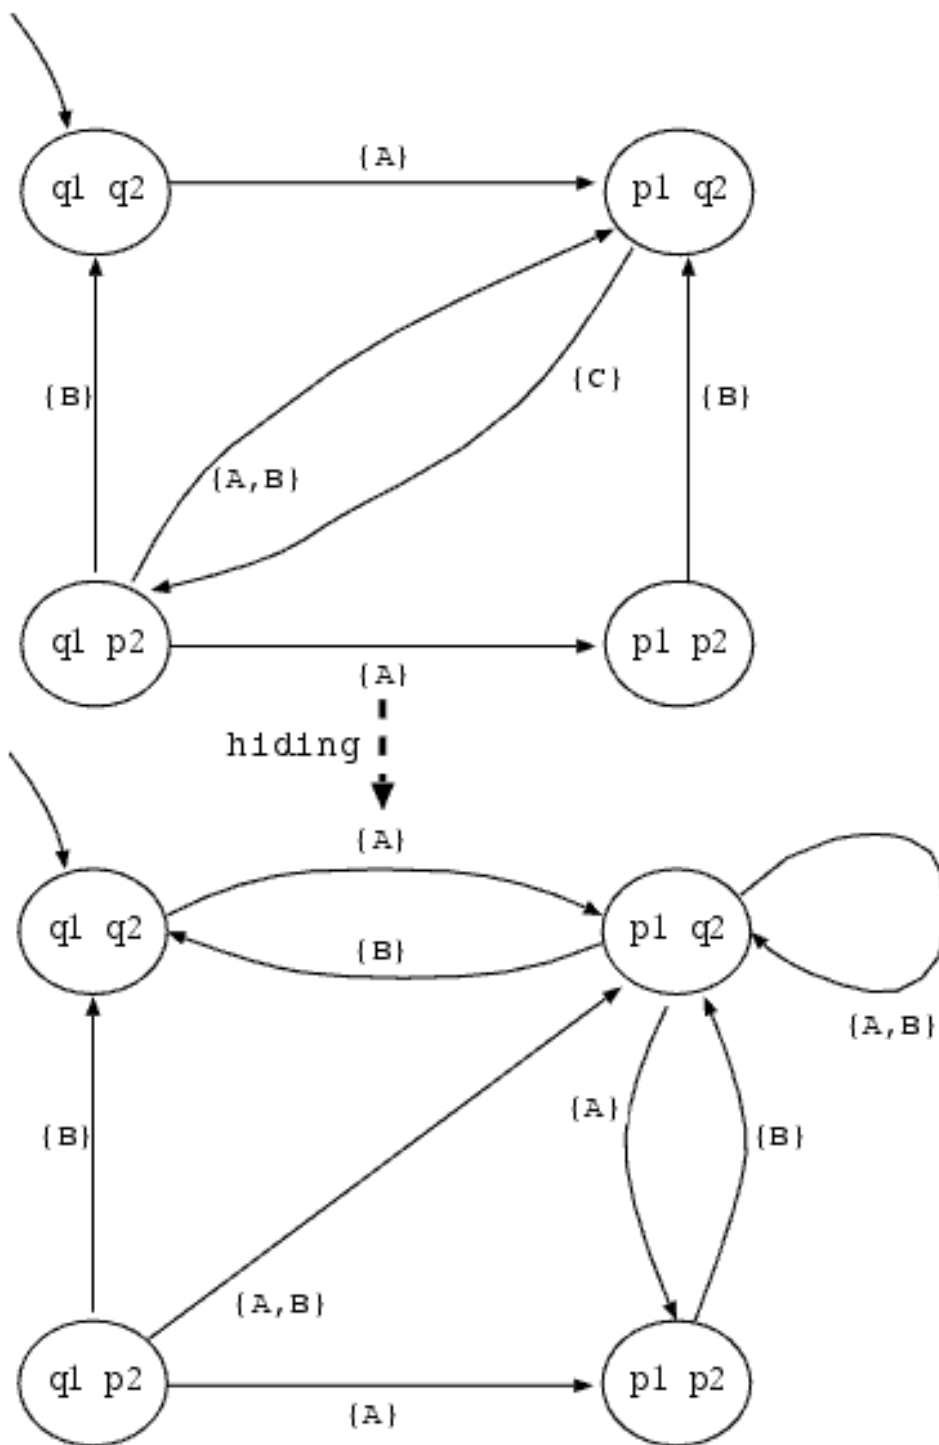 {A}
q1 q2
p1 q2
{C}
{B}
{B}
{A,B}
q1 p2
p1 p2
{A}
hiding
{A}
q1 q2
{B}
p1 q2
{A,B}
{A}
{B}
{B}
{A,B}
q1 p2
p1 p2
{A}